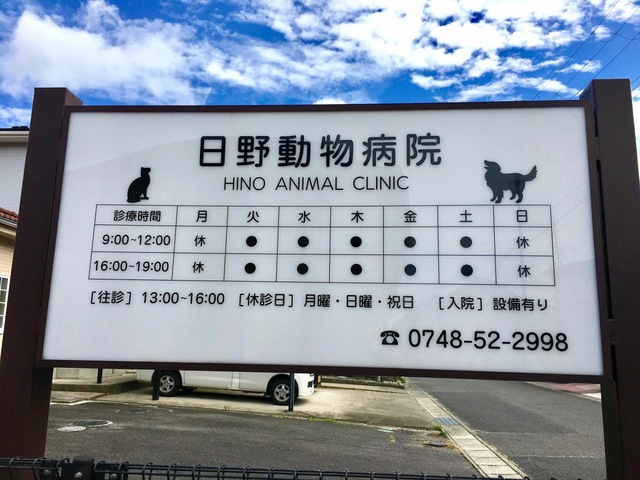 日野動物病院
HINO ANIMAL CLINIC
診療時間 月 火 水 木 金 土 日
9:00~12:00 休 ● ● ● ● ● 休
16:00~19:00 休 ● ● ● ● ● 休
［往診］ 13:00~16:00 ［休診日］ 月曜・日曜・祝日 ［入院］ 設備有り
☎ 0748-52-2998